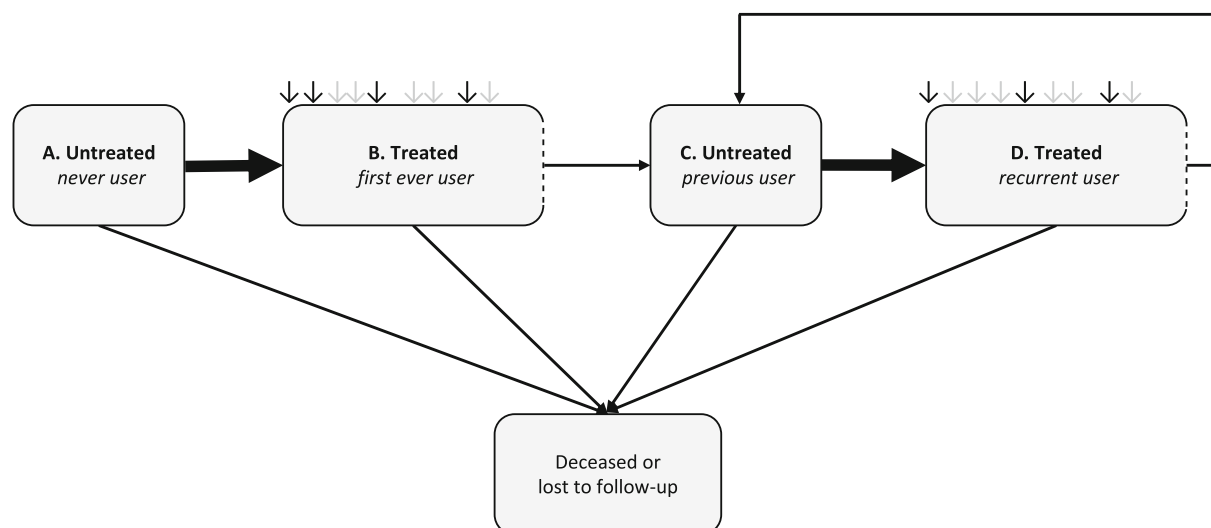 A. Untreated
never user
B. Treated
first ever user
C. Untreated
previous user
D. Treated
recurrent user
Deceased or
lost to follow-up